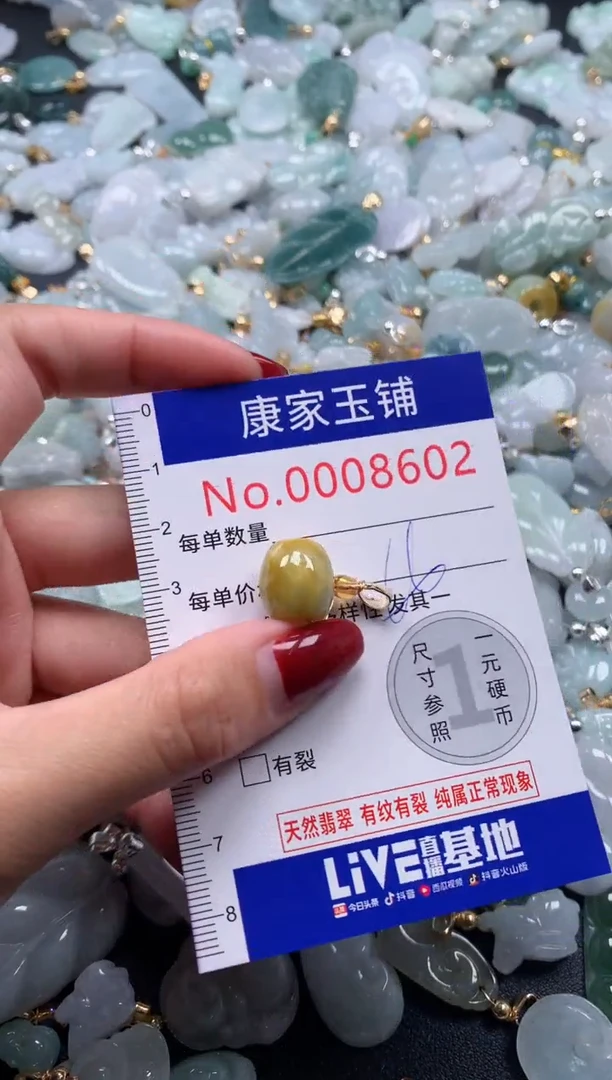 康家玉铺
0
No.0008602
1
2
每单数量
3
每单价
16
样性发其一
尺寸参照
1
一元硬币
6
有裂
天然翡翠 有纹有裂 纯属正常现象
7
LiVE直播基地
今日头条 抖音 西瓜视频 抖音火山版
8